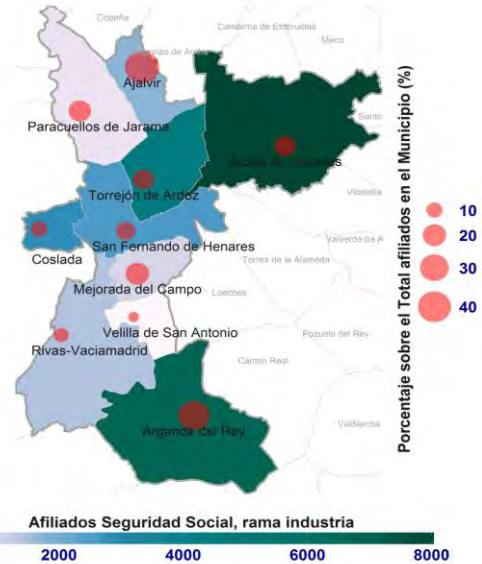 Cobeña
Camarma de Esteruelas
Meco
Ajalvir
Santo
Paracuellos de Jarama
Alcalá de Henares
Torrejón de Ardoz
Villalbilla
San Fernando de Henares
Valverde de A
Coslada
Torres de la Alameda
Mejorada del Campo
Loeches
Velilla de San Antonio
Pozuelo del Rey
Rivas-Vaciamadrid
Campo Real
Arganda del Rey
Valdilecha
Porcentaje sobre el Total afiliados en el Municipio (%)
10
20
30
40
Afiliados Seguridad Social, rama industria
2000 4000 6000 8000